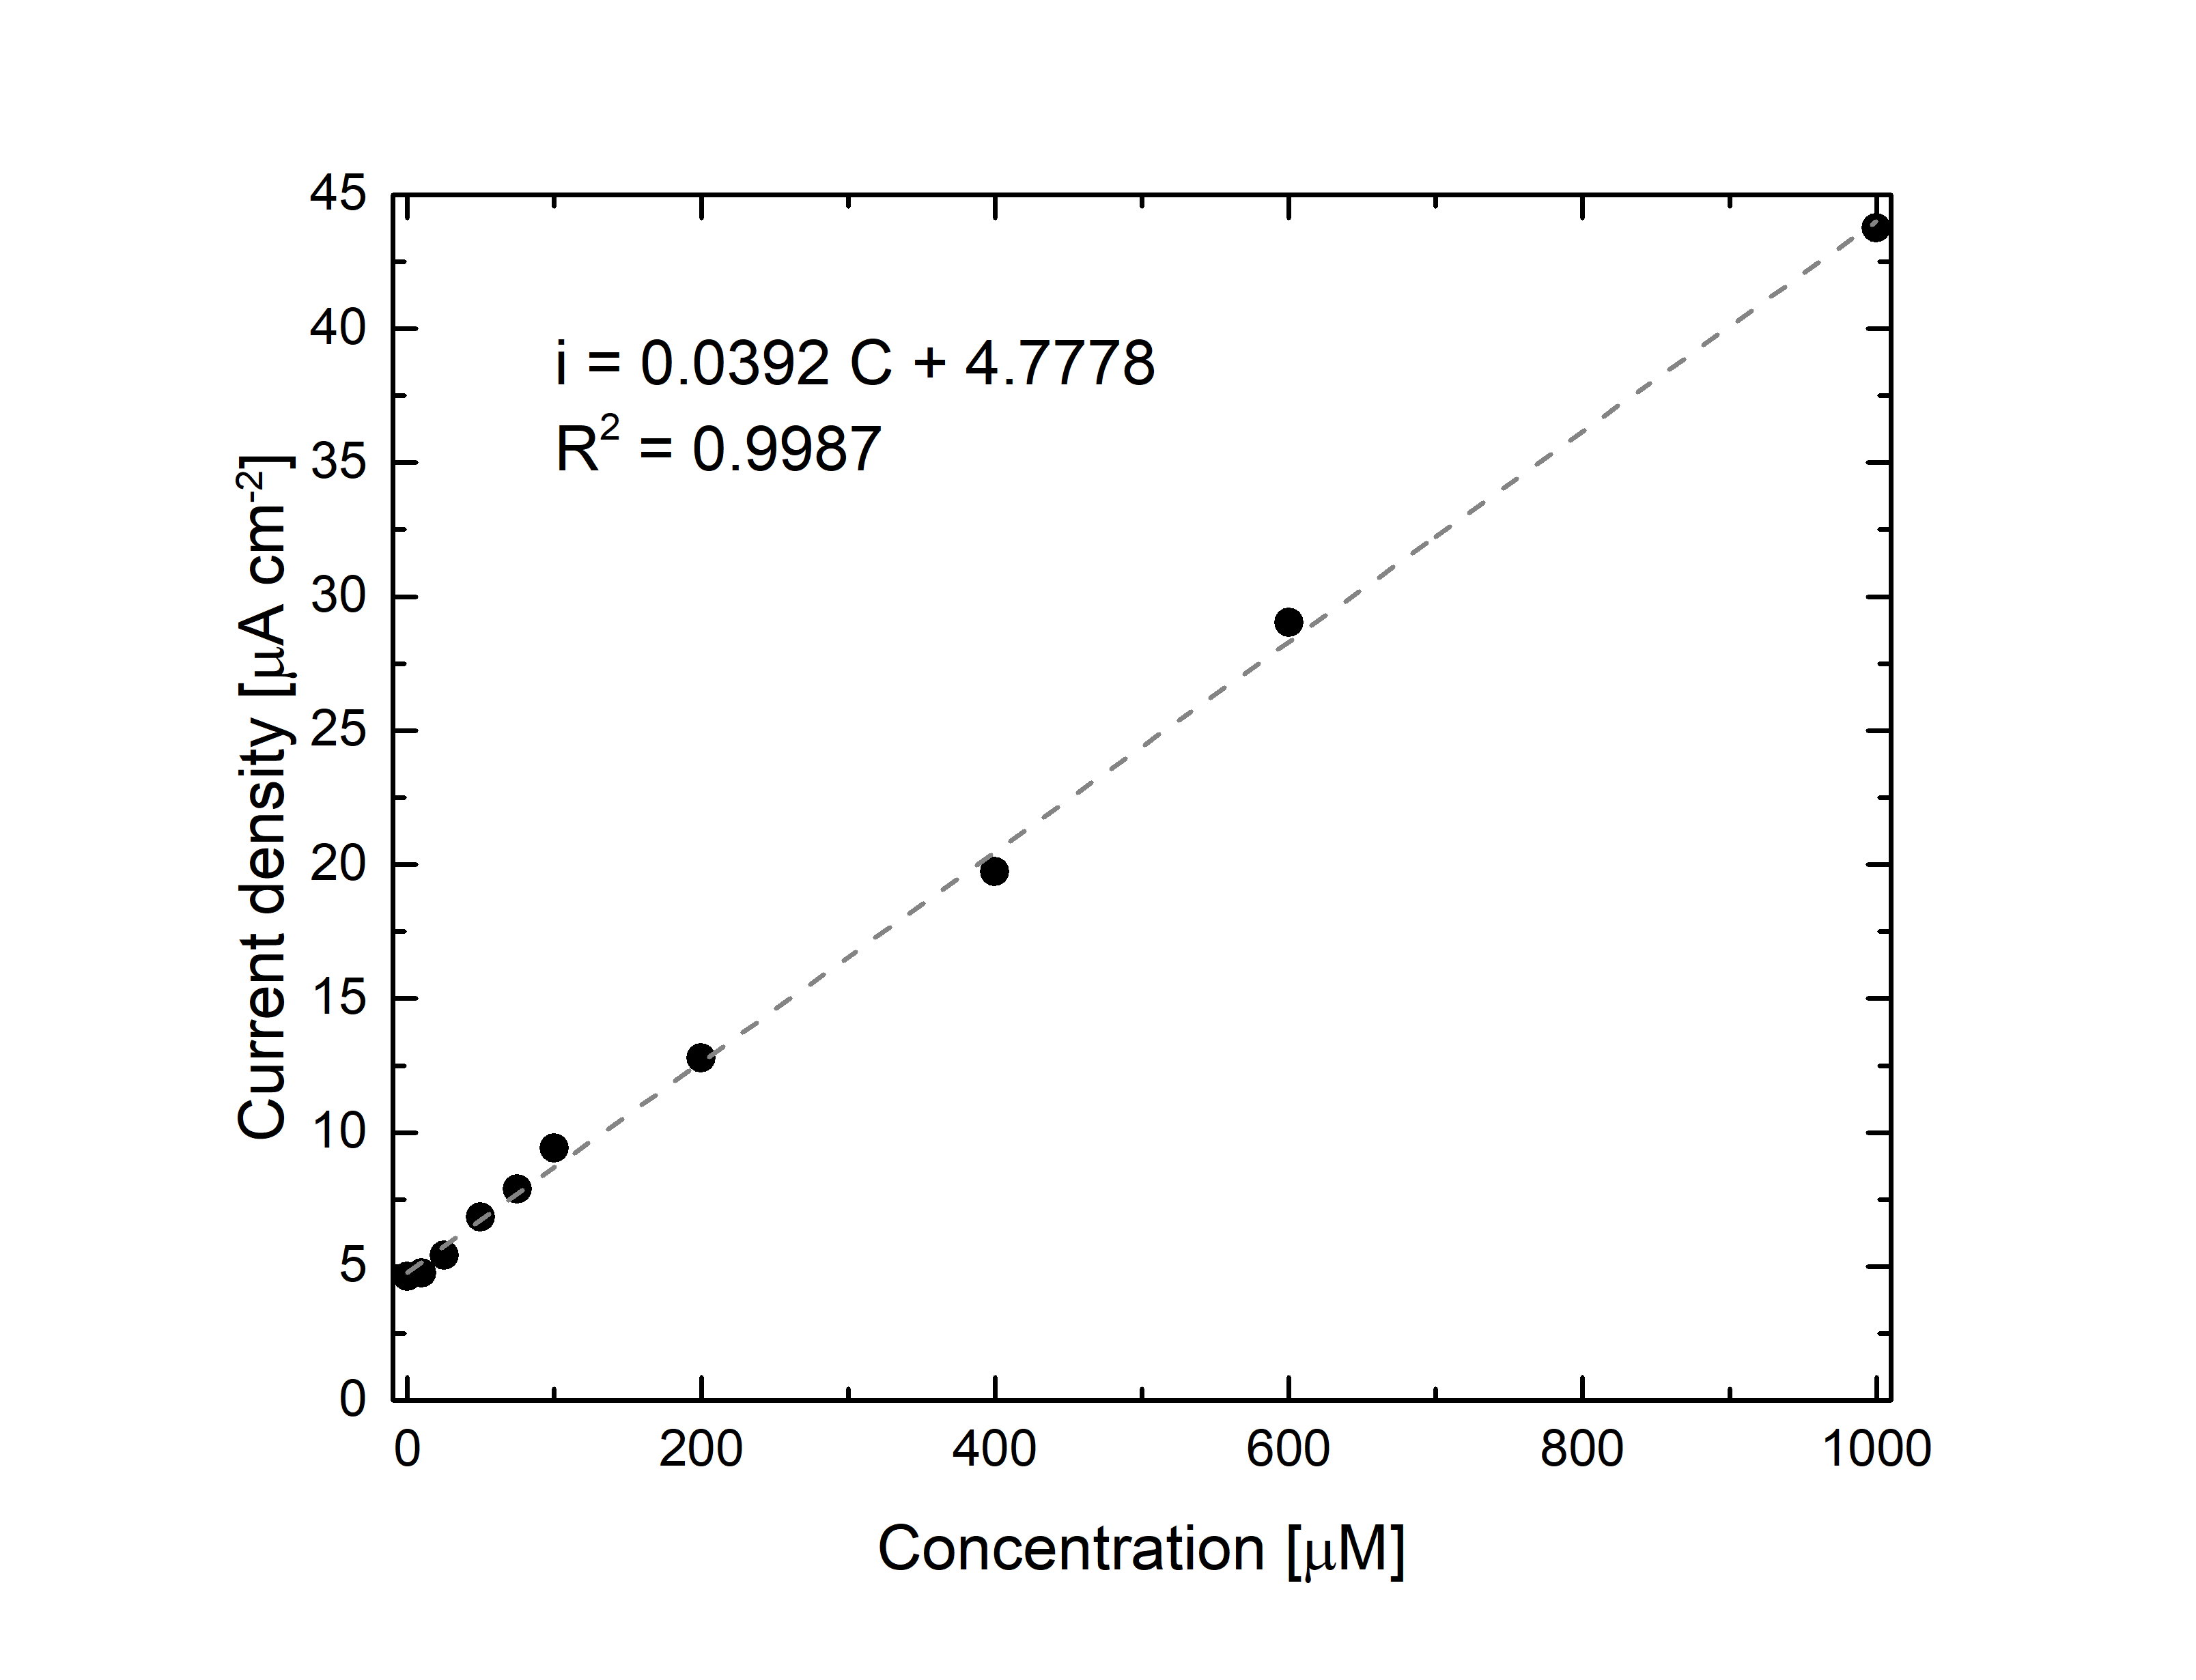 45
40
35
30
25
20
15
10
5
0
Current density [μA cm⁻²]
i = 0.0392 C + 4.7778
R² = 0.9987
0 200 400 600 800 1000
Concentration [μM]